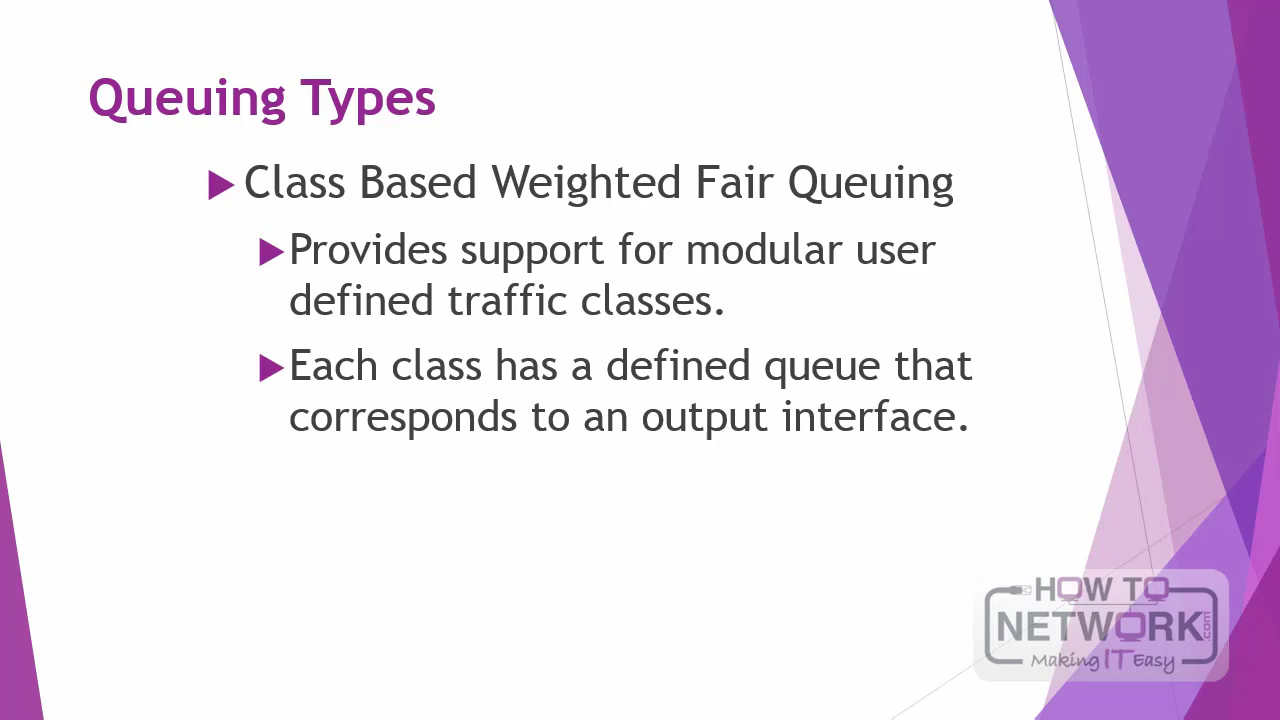 Queuing Types
Class Based Weighted Fair Queuing
Provides support for modular user
defined traffic classes.
Each class has a defined queue that
corresponds to an output interface.
HOW TO
NETWORK.com
Making IT Easy